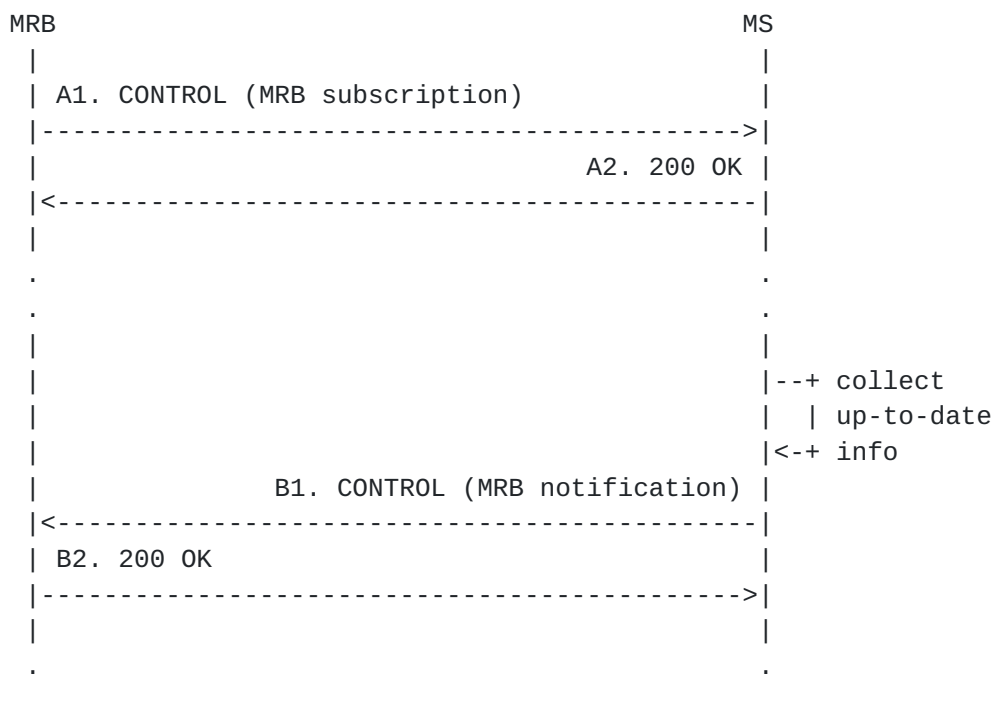 MRB                                            MS
 |                                              |
 | A1. CONTROL (MRB subscription)               |
 |--------------------------------------------->|
 |                                   A2. 200 OK |
 |<---------------------------------------------|
 |                                              |
 .                                              .
 .                                              .
 |                                              |
 |                                              |--+ collect
 |                                              |  | up-to-date
 |                                              |<-+ info
 |               B1. CONTROL (MRB notification) |
 |<---------------------------------------------|
 | B2. 200 OK                                   |
 |--------------------------------------------->|
 |                                              |
 .                                              .